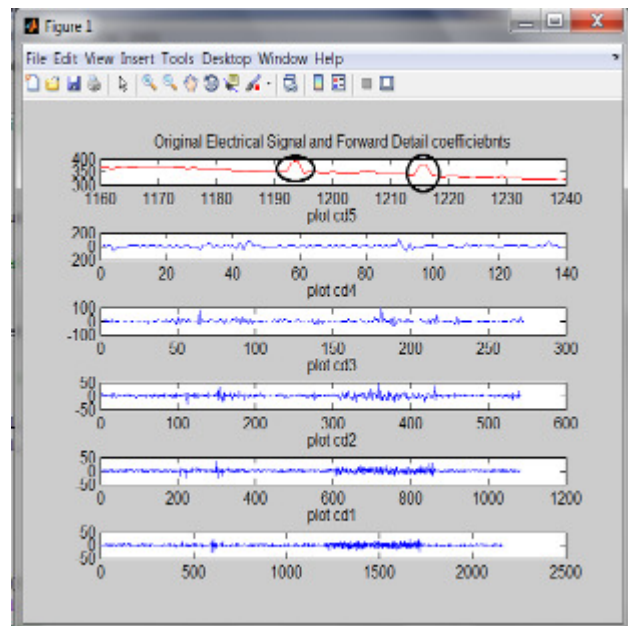 Figure 1
File Edit View Insert Tools Desktop Window Help
Original Electrical Signal and Forward Detail coefficiebnts
400
350
300
1160 1170 1180 1190 1200 1210 1220 1230 1240
plot cd5
200
0
200
0 20 40 60 80 100 120 140
plot cd4
100
0
-100
0 50 100 150 200 250 300
plot cd3
50
0
-50
0 100 200 300 400 500 600
plot cd2
50
0
-50
0 200 400 600 800 1000 1200
plot cd1
50
0
50
0 500 1000 1500 2000 2500